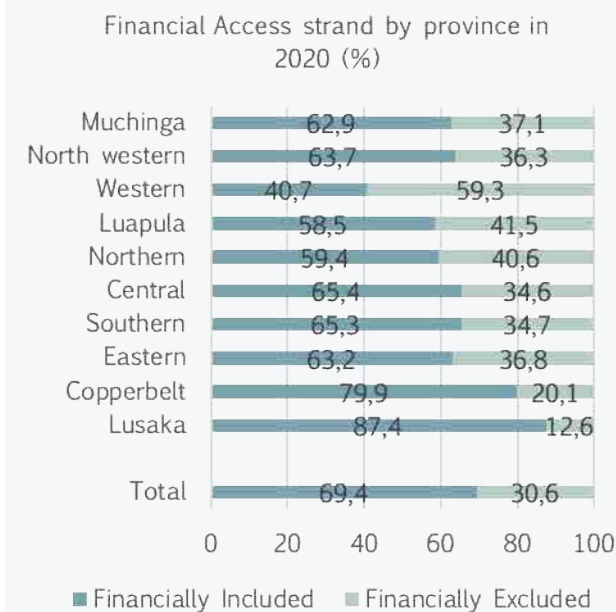 Financial Access strand by province in
2020 (%)
Muchinga 62,9 37,1
North western 63,7 36,3
Western 40,7 59,3
Luapula 58,5 41,5
Northern 59,4 40,6
Central 65,4 34,6
Southern 65,3 34,7
Eastern 63,2 36,8
Copperbelt 79,9 20,1
Lusaka 87,4 12,6
Total 69,4 30,6
0 20 40 60 80 100
Financially Included Financially Excluded